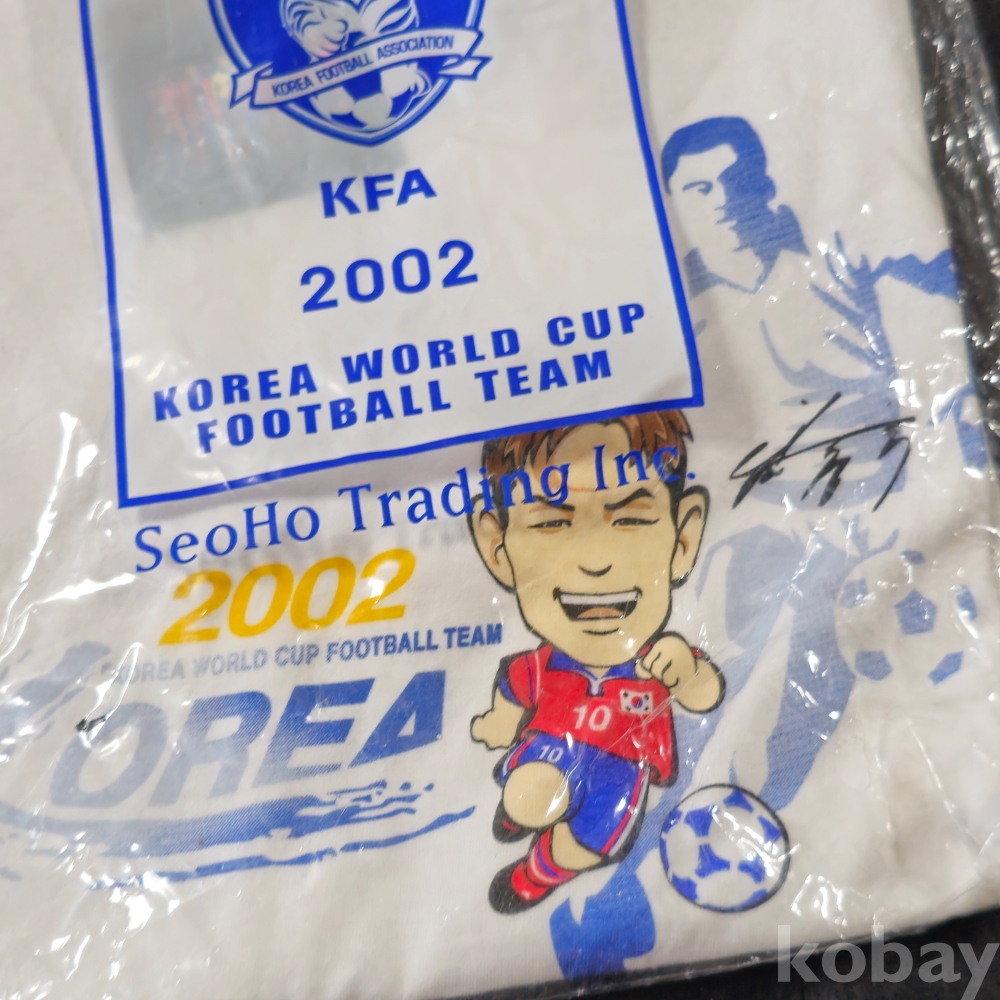 KOREA FOOTBALL ASSOCIATION
KFA
2002
KOREA WORLD CUP
FOOTBALL TEAM
SeoHo Trading Inc.
2002
KOREA WORLD CUP FOOTBALL TEAM
OREA
10
10
kobay